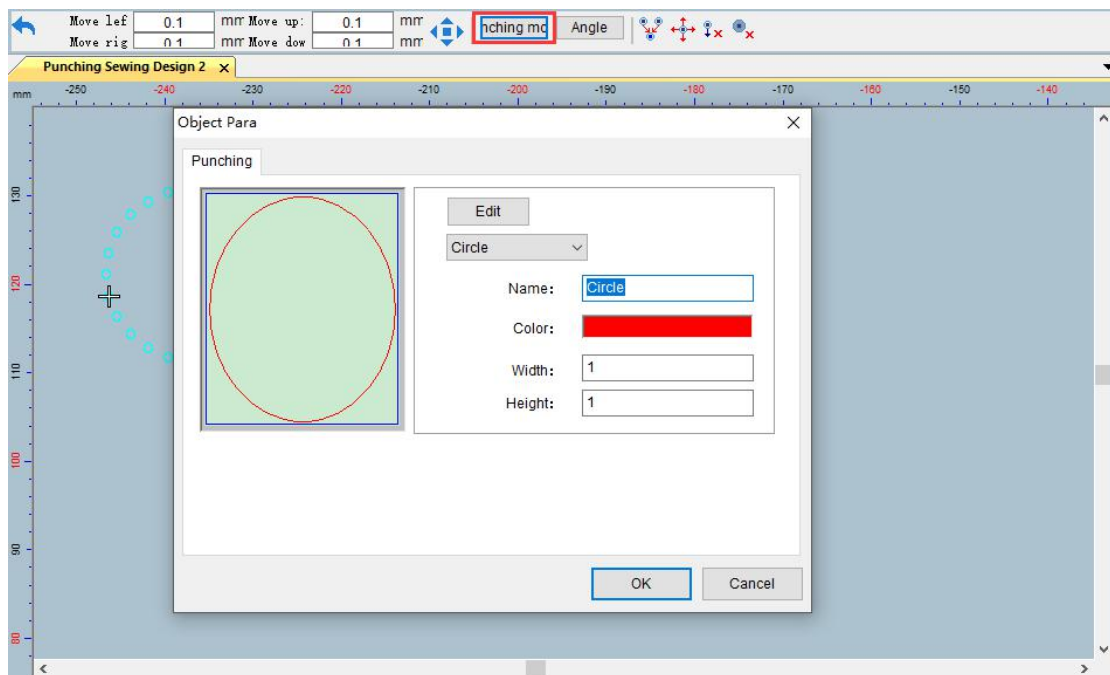 Move lef 0.1 mm Move up: 0.1 mm
nching mo Angle
Move rig 0.1 mm Move dow 0.1 mm
Punching Sewing Design 2 x
mm -250 -240 -230 -220 -210 -200 -190 -180 -170 -160 -150 -140
Object Para
Punching
130
Edit
Circle
120
Name: Circle
Color:
110
Width: 1
Height: 1
100
90
OK Cancel
80